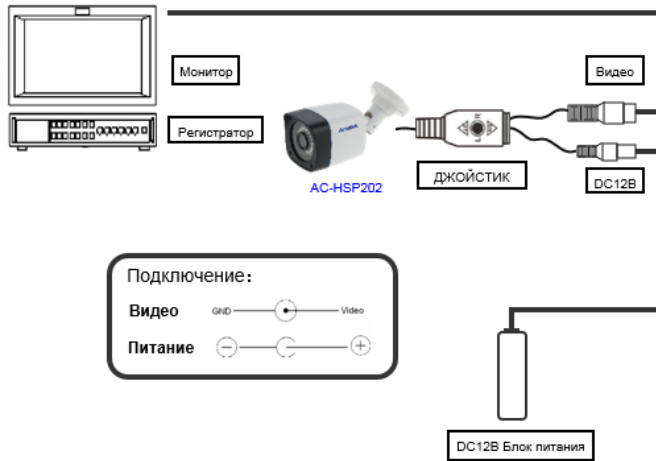 Монитор
Видео
Регистратор
AC-HSP202
ДЖОЙСТИК
DC12В
Подключение:
Видео GND Video
Питание − +
DC12В Блок питания